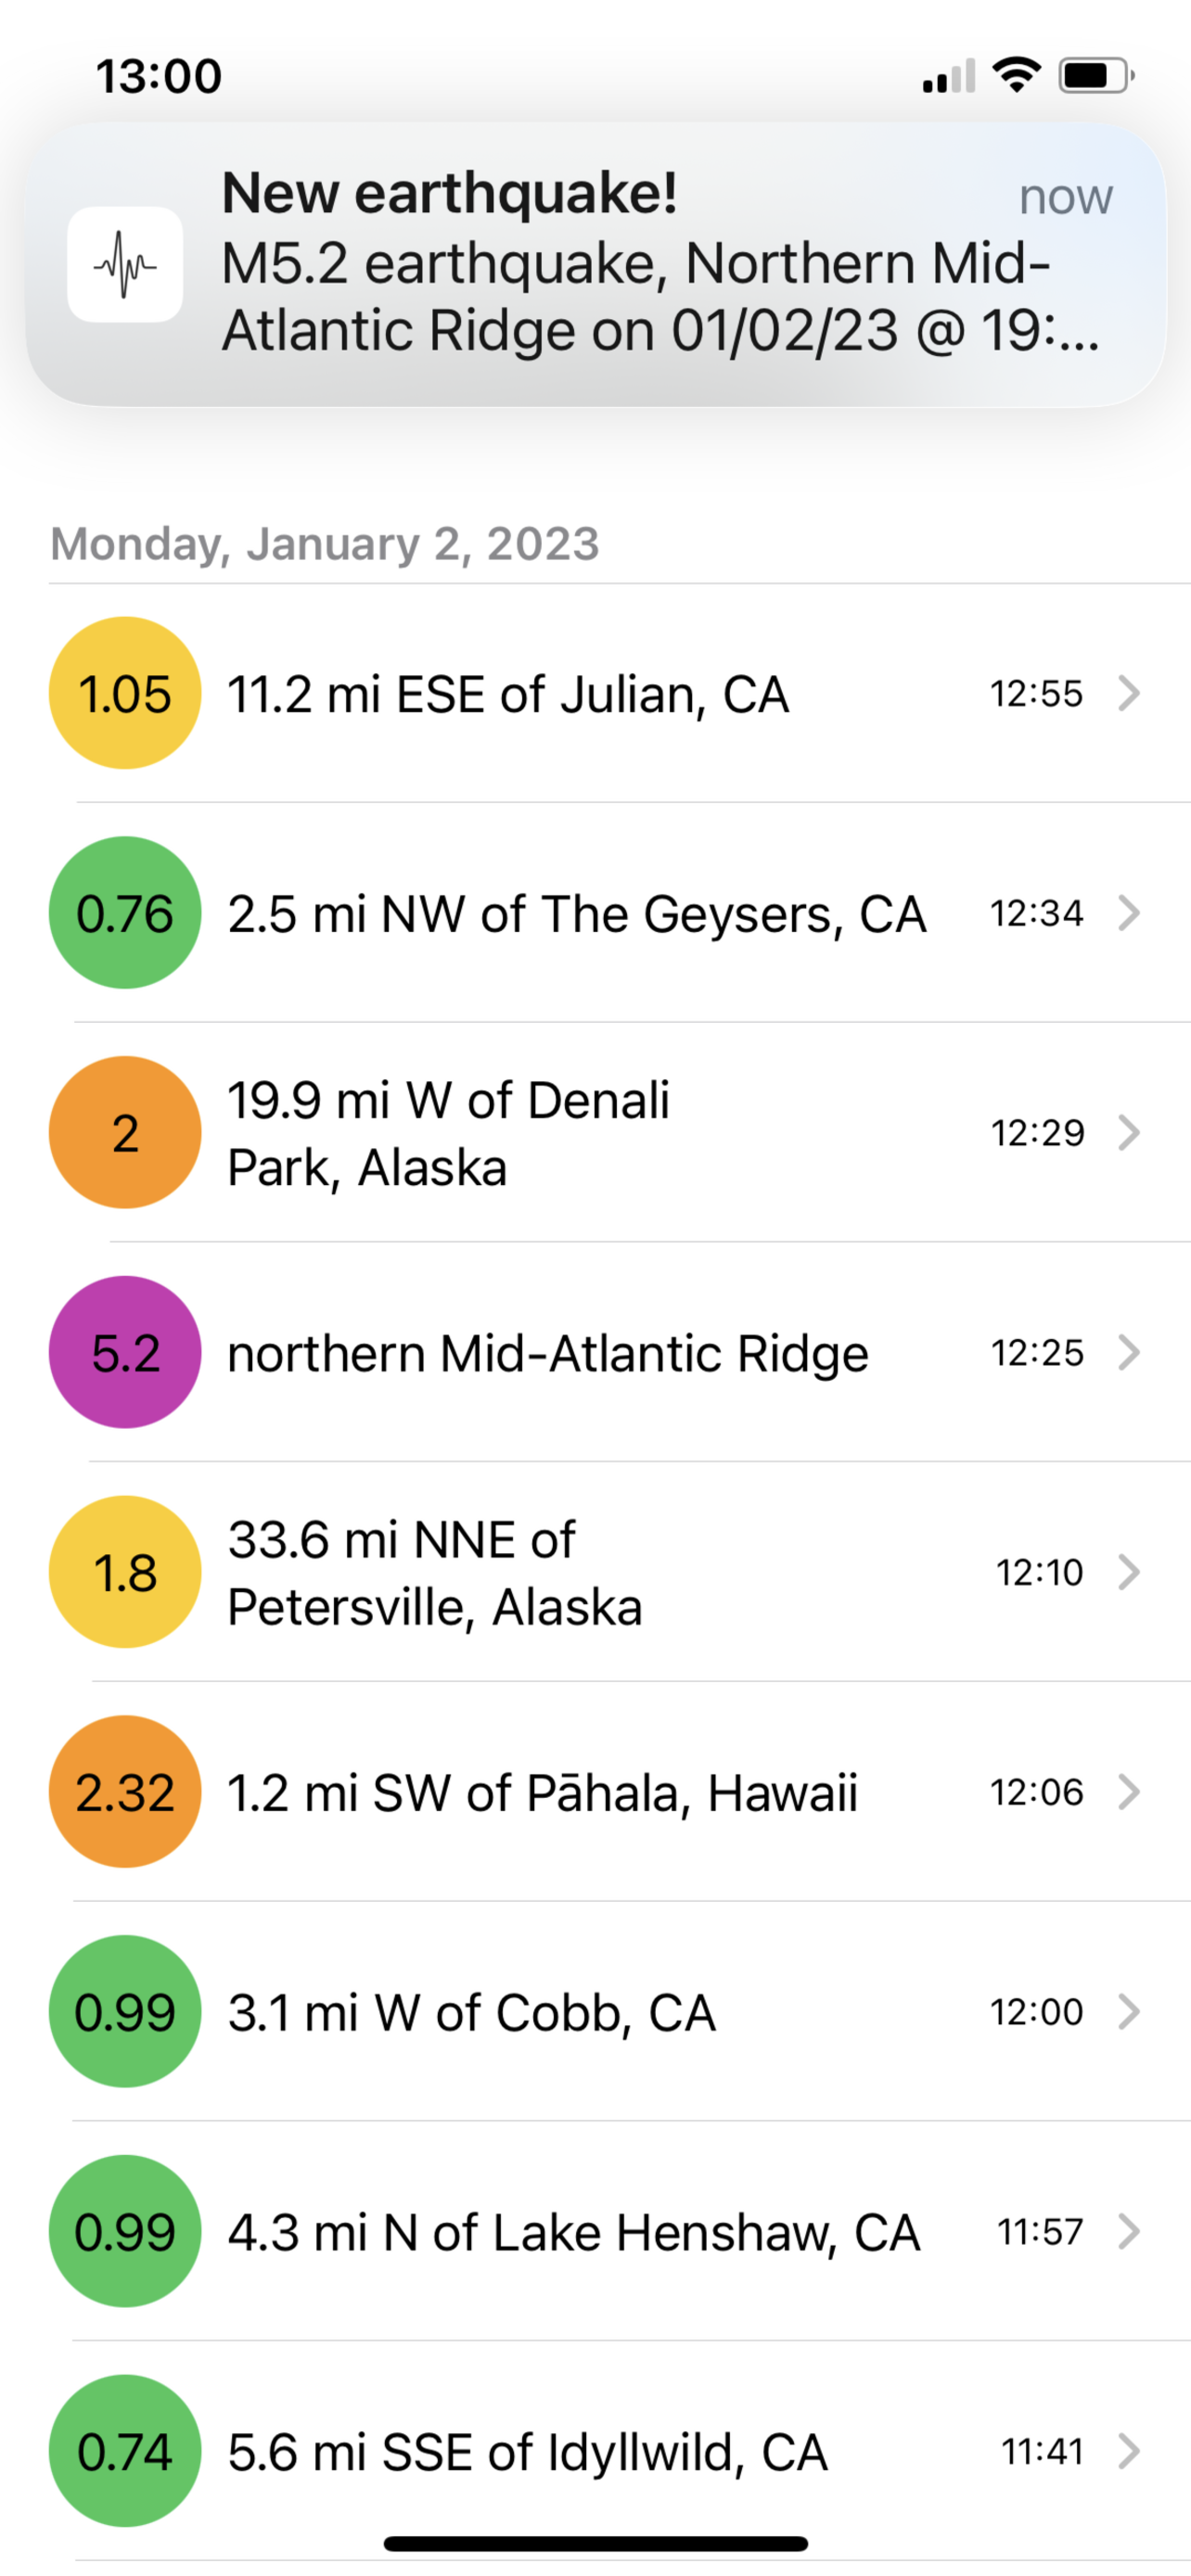 13:00
New earthquake!
now
M5.2 earthquake, Northern Mid-
Atlantic Ridge on 01/02/23 @ 19:...
Monday, January 2, 2023
1.05 11.2 mi ESE of Julian, CA 12:55
0.76 2.5 mi NW of The Geysers, CA 12:34
2 19.9 mi W of Denali
Park, Alaska 12:29
5.2 northern Mid-Atlantic Ridge 12:25
1.8 33.6 mi NNE of
Petersville, Alaska 12:10
2.32 1.2 mi SW of Pāhala, Hawaii 12:06
0.99 3.1 mi W of Cobb, CA 12:00
0.99 4.3 mi N of Lake Henshaw, CA 11:57
0.74 5.6 mi SSE of Idyllwild, CA 11:41